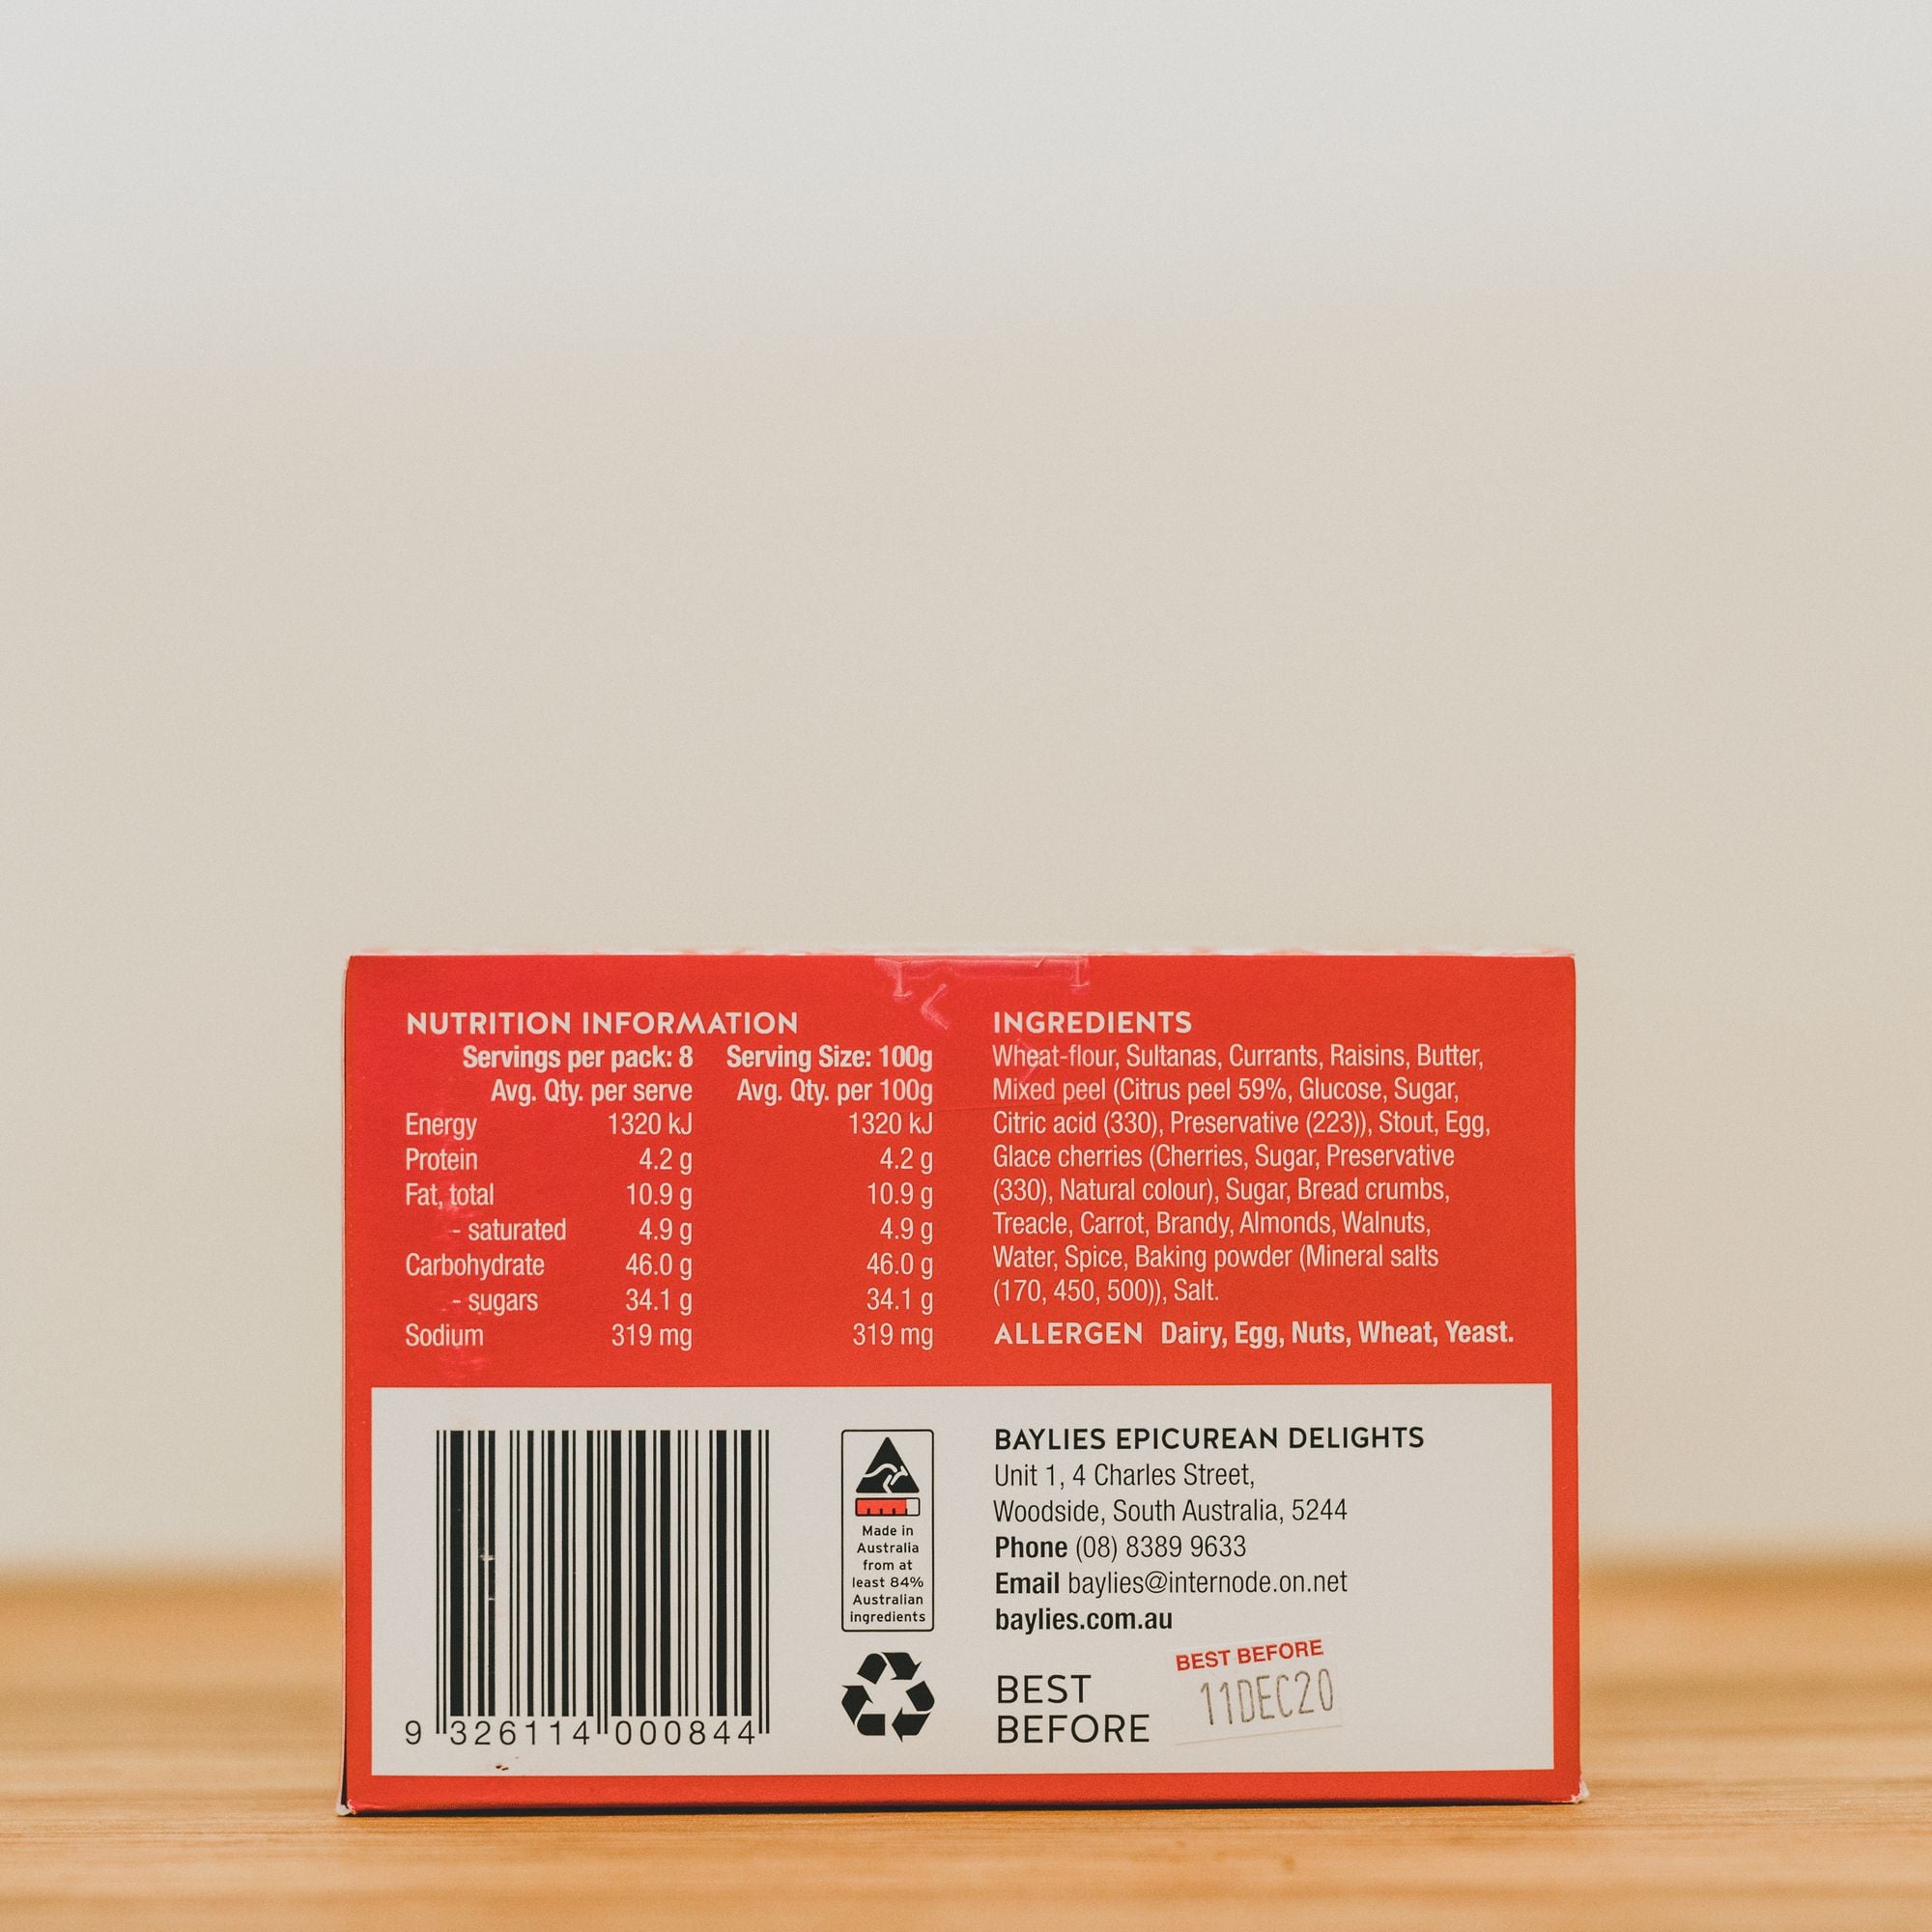 NUTRITION INFORMATION
Servings per pack: 8 Serving Size: 100g
Avg. Qty. per serve Avg. Qty. per 100g
Energy 1320 kJ 1320 kJ
Protein 4.2 g 4.2 g
Fat, total 10.9 g 10.9 g
- saturated 4.9 g 4.9 g
Carbohydrate 46.0 g 46.0 g
- sugars 34.1 g 34.1 g
Sodium 319 mg 319 mg
INGREDIENTS
Wheat-flour, Sultanas, Currants, Raisins, Butter,
Mixed peel (Citrus peel 59%, Glucose, Sugar,
Citric acid (330), Preservative (223)), Stout, Egg,
Glace cherries (Cherries, Sugar, Preservative
(330), Natural colour), Sugar, Bread crumbs,
Treacle, Carrot, Brandy, Almonds, Walnuts,
Water, Spice, Baking powder (Mineral salts
(170, 450, 500)), Salt.
ALLERGEN Dairy, Egg, Nuts, Wheat, Yeast.
9 326114 000844
Made in
Australia
from at
least 84%
Australian
ingredients
BAYLIES EPICUREAN DELIGHTS
Unit 1, 4 Charles Street,
Woodside, South Australia, 5244
Phone (08) 8389 9633
Email baylies@internode.on.net
baylies.com.au
BEST
BEFORE
BEST BEFORE
11DEC20